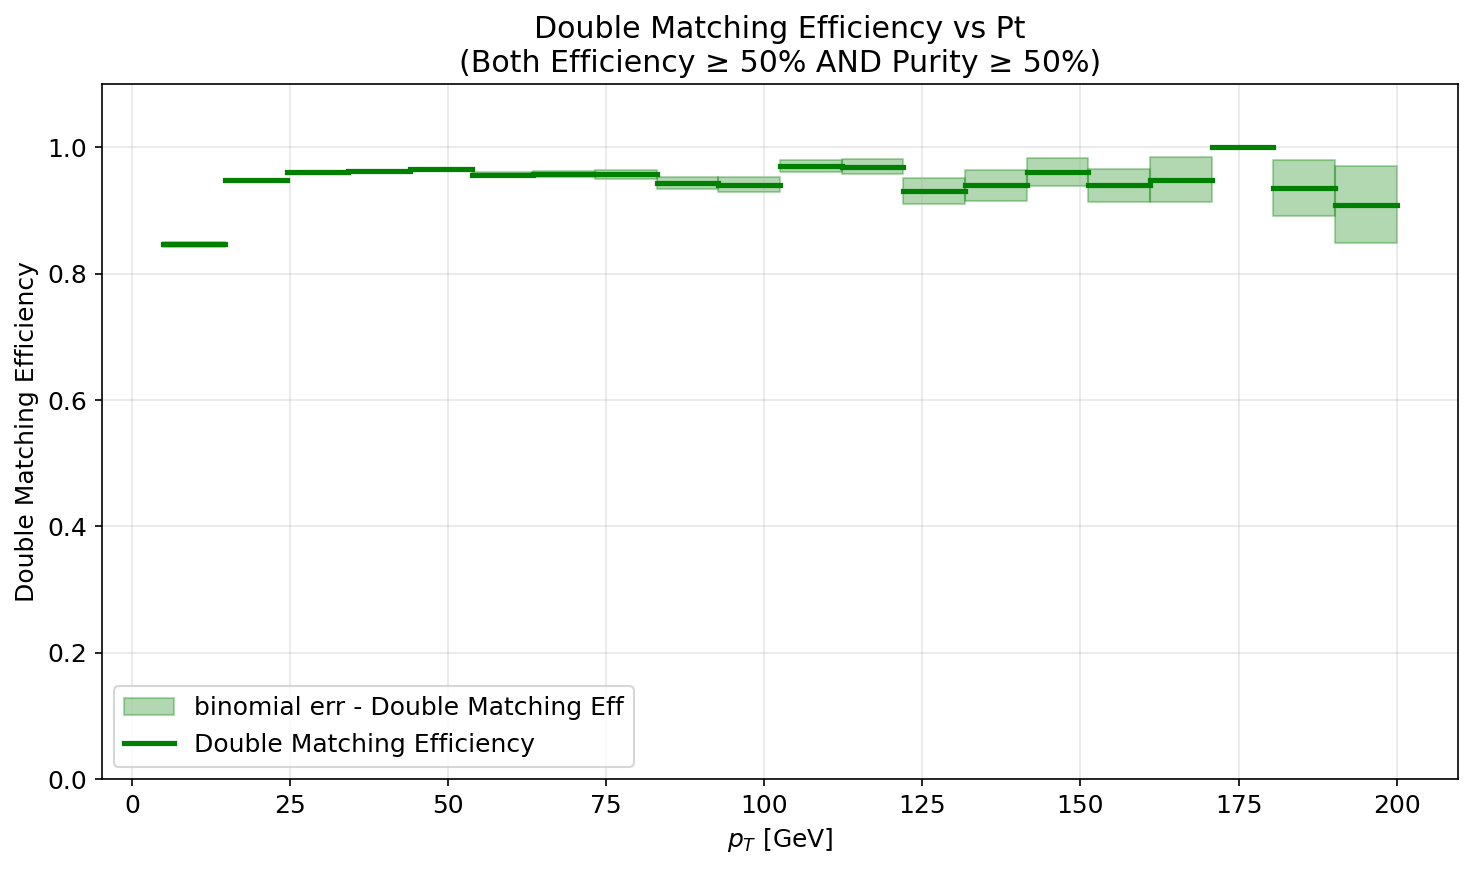 Double Matching Efficiency vs Pt
(Both Efficiency ≥ 50% AND Purity ≥ 50%)
Double Matching Efficiency
1.0
0.8
0.6
0.4
0.2
0.0
binomial err - Double Matching Eff
Double Matching Efficiency
0 25 50 75 100 125 150 175 200
p_T [GeV]